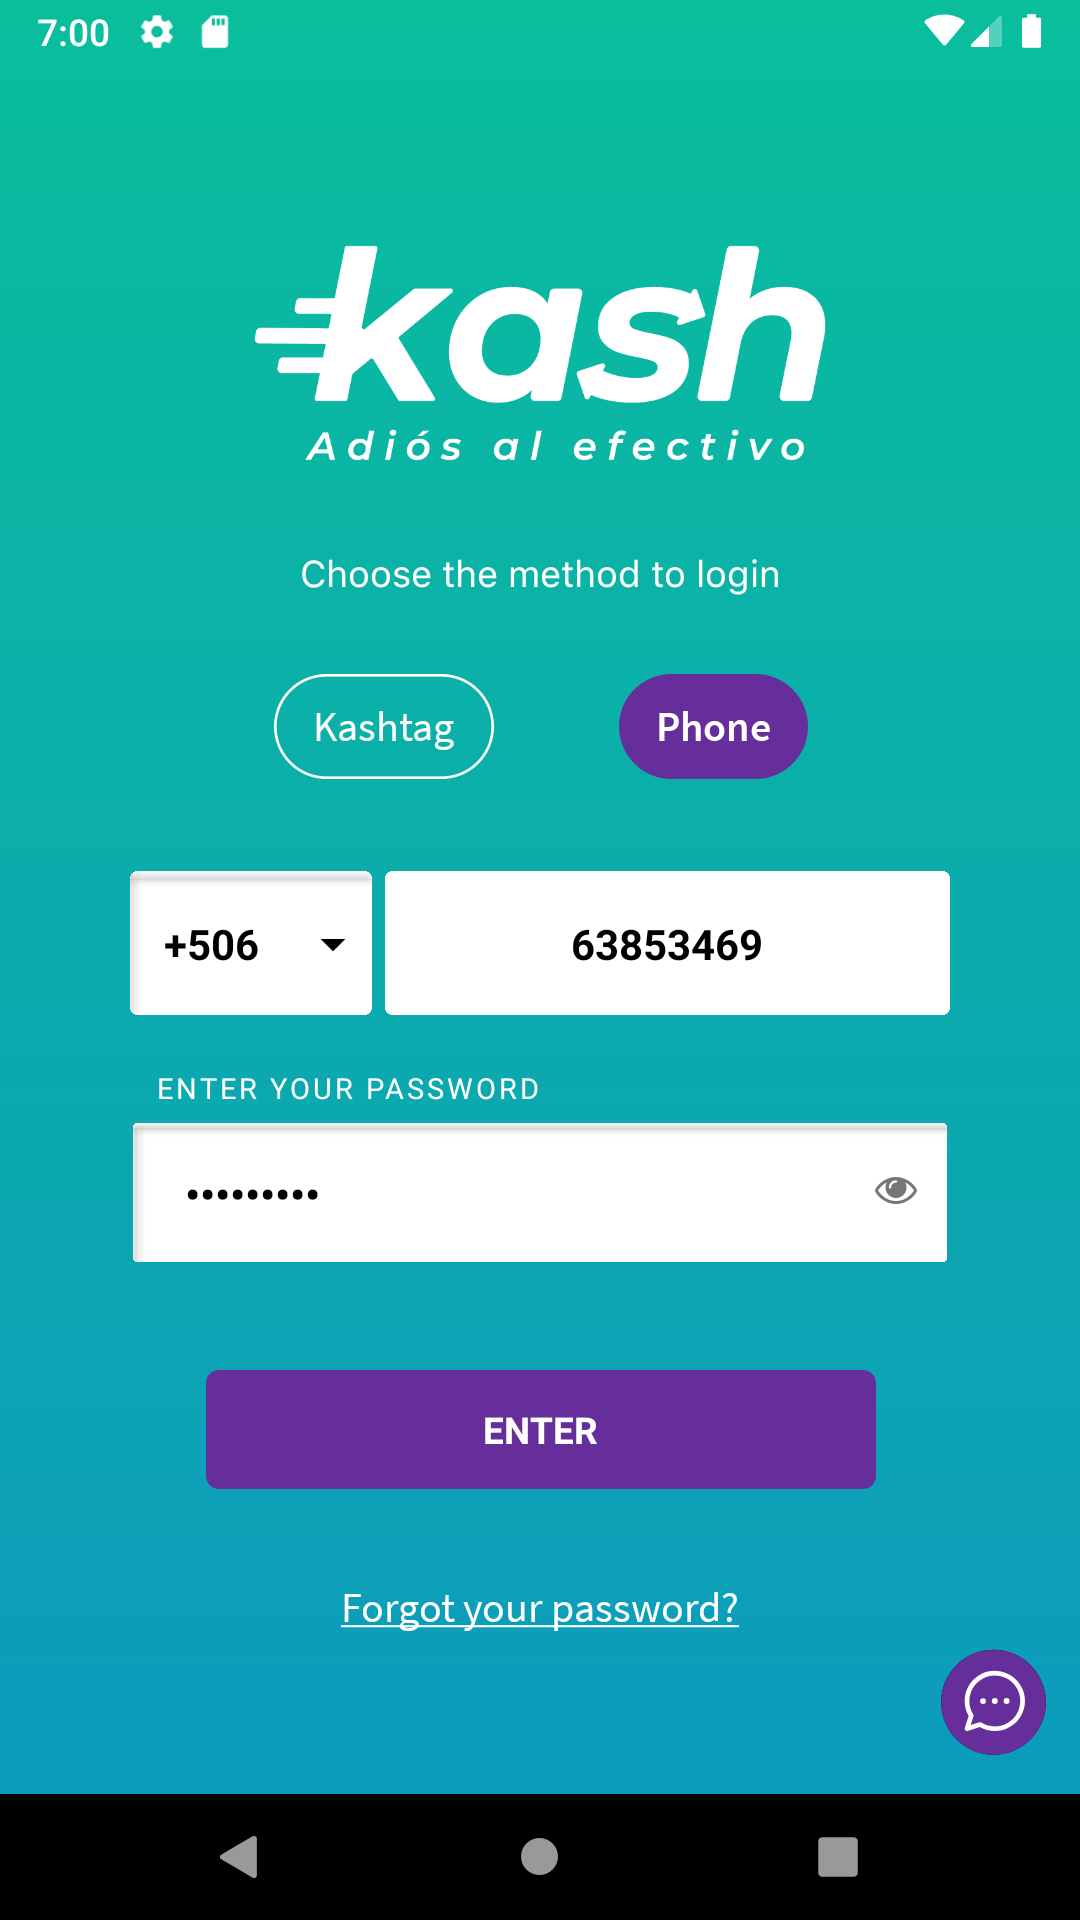 7:00
kash
Adiós al efectivo
Choose the method to login
Kashtag
Phone
+506
63853469
ENTER YOUR PASSWORD
•••••••••
ENTER
Forgot your password?